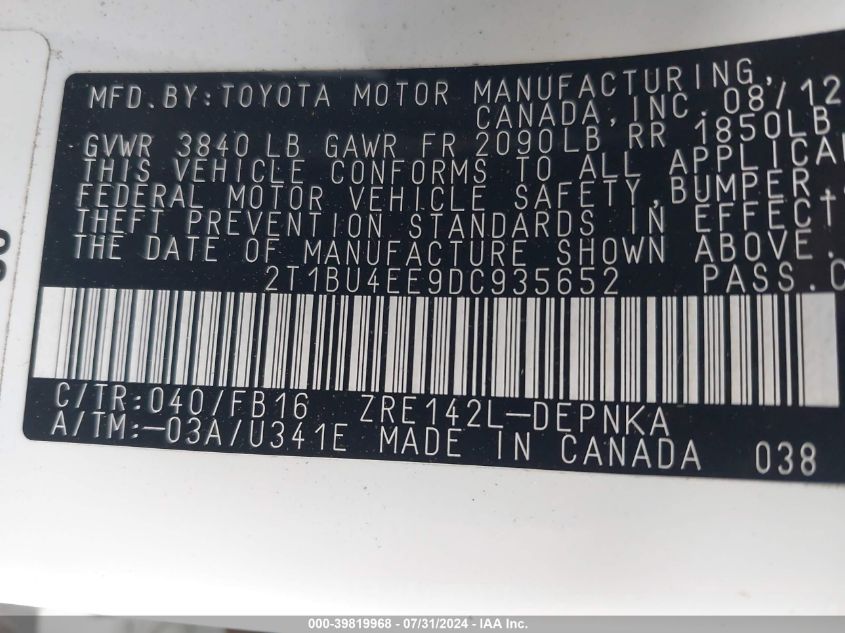 MFD.BY:TOYOTA MOTOR MANUFACTURING,
CANADA,INC. 08/12
GVWR 3840 LB GAWR FR 2090LB RR 1850LB
THIS VEHICLE CONFORMS TO ALL APPLICA
FEDERAL MOTOR VEHICLE SAFETY,BUMPER,
THEFT PREVENTION STANDARDS IN EFFECT
THE DATE OF MANUFACTURE SHOWN ABOVE.
2T1BU4EE9DC935652 PASS.C
C/TR:040/FB16 ZRE142L-DEPNKA
A/TM:-03A/U341E MADE IN CANADA 038
000-39819968 - 07/31/2024 - IAA Inc.